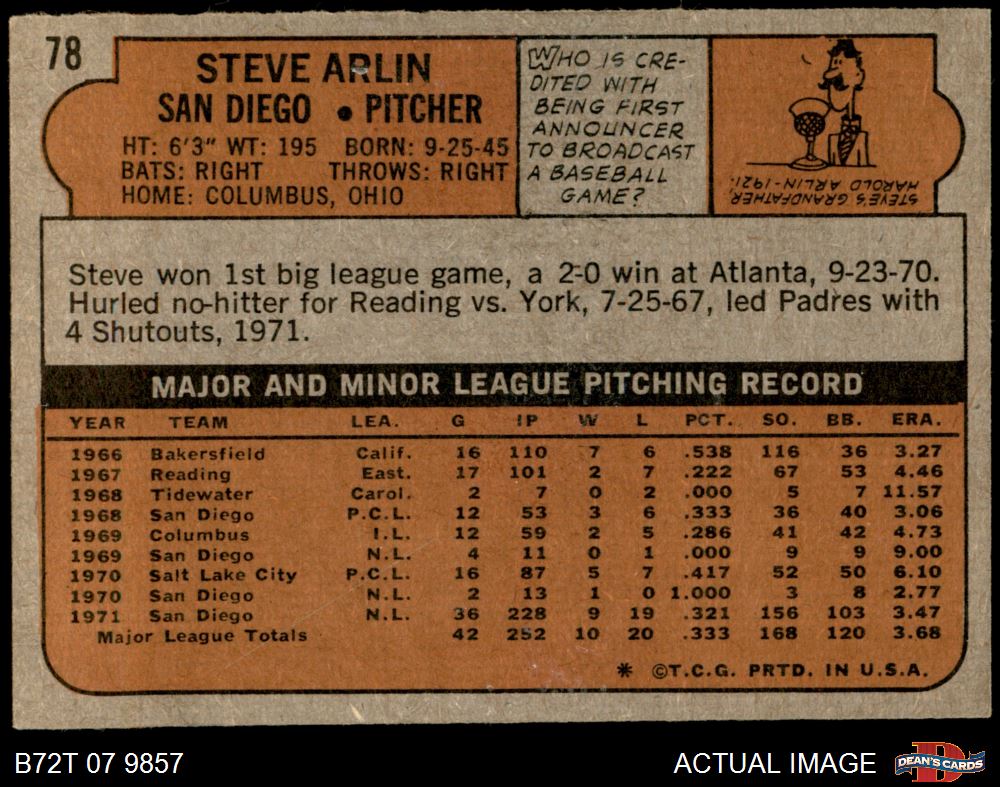 78
STEVE ARLIN
SAN DIEGO • PITCHER
HT: 6'3" WT: 195 BORN: 9-25-45
BATS: RIGHT THROWS: RIGHT
HOME: COLUMBUS, OHIO
WHO IS CRE-
DITED WITH
BEING FIRST
ANNOUNCER
TO BROADCAST
A BASEBALL
GAME?
STEVE'S GRANDFATHER,
HAROLD ARLIN-1921.
Steve won 1st big league game, a 2-0 win at Atlanta, 9-23-70.
Hurled no-hitter for Reading vs. York, 7-25-67, led Padres with
4 Shutouts, 1971.
MAJOR AND MINOR LEAGUE PITCHING RECORD
YEAR TEAM LEA. G IP W L PCT. SO. BB. ERA.
1966 Bakersfield Calif. 16 110 7 6 .538 116 36 3.27
1967 Reading East. 17 101 2 7 .222 67 53 4.46
1968 Tidewater Carol. 2 7 0 2 .000 5 7 11.57
1968 San Diego P.C.L. 12 53 3 6 .333 36 40 3.06
1969 Columbus I.L. 12 59 2 5 .286 41 42 4.73
1969 San Diego N.L. 4 11 0 1 .000 9 9 9.00
1970 Salt Lake City P.C.L. 16 87 5 7 .417 52 50 6.10
1970 San Diego N.L. 2 13 1 0 1.000 3 8 2.77
1971 San Diego N.L. 36 228 9 19 .321 156 103 3.47
Major League Totals 42 252 10 20 .333 168 120 3.68
* ©T.C.G. PRTD. IN U.S.A.
B72T 07 9857
ACTUAL IMAGE
D
DEAN'S CARDS